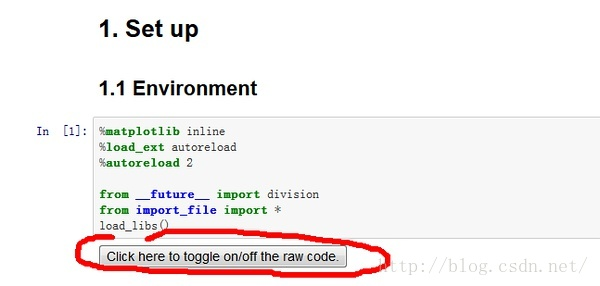 1. Set up
1.1 Environment
In [1]: %matplotlib inline
%load_ext autoreload
%autoreload 2
from __future__ import division
from import_file import *
load_libs()
Click here to toggle on/off the raw code.
http://blog.csdn.net/